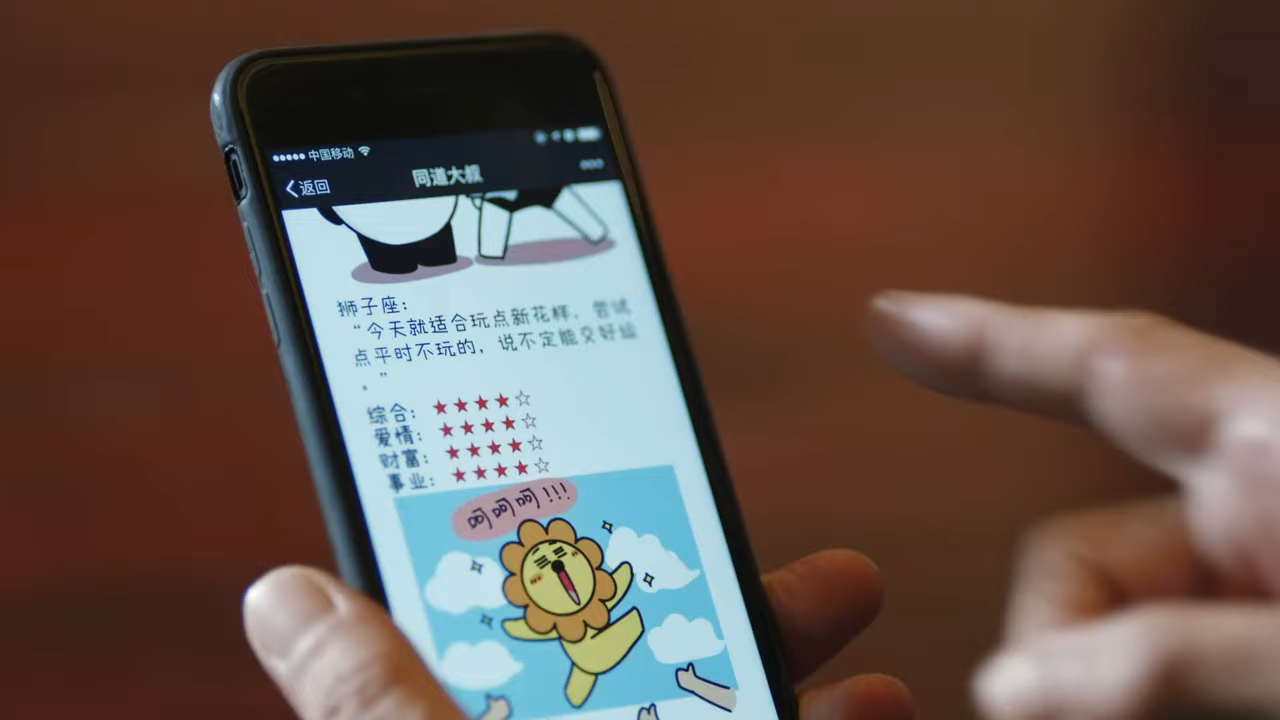 中国移动
返回
同道大叔
狮子座：
“今天就适合玩点新花样，尝试
点平时不玩的，说不定能交好运
。”
综合：★★★★☆
爱情：★★★★☆
财富：★★★★☆
事业：★★★★☆
呵呵呵!!!